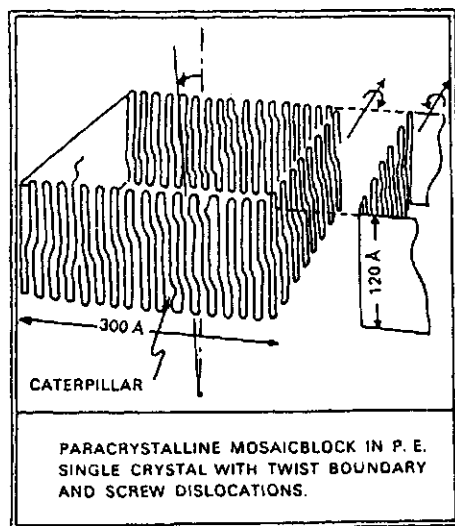 300 Å
120 Å
CATERPILLAR
PARACRYSTALLINE MOSAICBLOCK IN P. E.
SINGLE CRYSTAL WITH TWIST BOUNDARY
AND SCREW DISLOCATIONS.